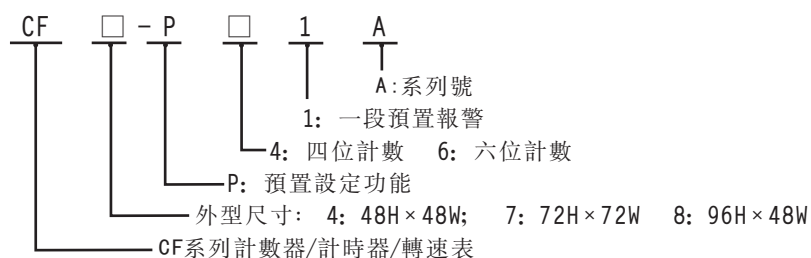 CF □ - P □ 1 A
A:系列號
1: 一段預置報警
4: 四位計數 6: 六位計數
P: 預置設定功能
外型尺寸: 4: 48H×48W; 7: 72H×72W 8: 96H×48W
CF系列計數器/計時器/轉速表